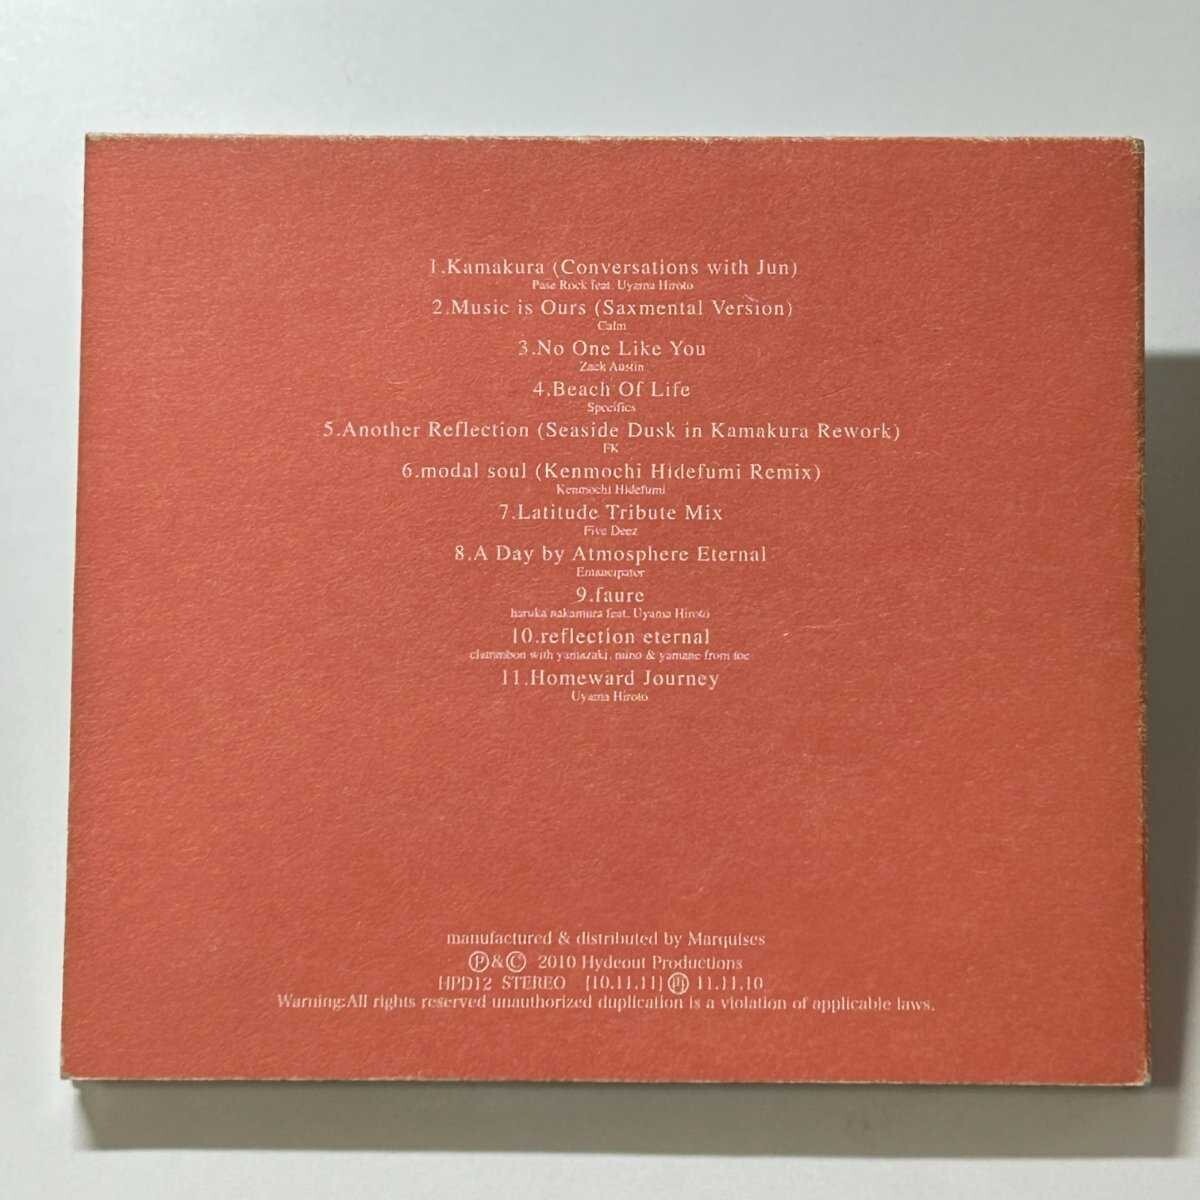 1.Kamakura (Conversations with Jun)
Pase Rock feat. Uyama Hiroto
2.Music is Ours (Saxmental Version)
Calm
3.No One Like You
Zack Austin
4.Beach Of Life
Specifics
5.Another Reflection (Seaside Dusk in Kamakura Rework)
FK
6.modal soul (Kenmochi Hidefumi Remix)
Kenmochi Hidefumi
7.Latitude Tribute Mix
Five Deez
8.A Day by Atmosphere Eternal
Emancipator
9.faure
haruka nakamura feat. Uyama Hiroto
10.reflection eternal
clammbon with yamazaki, mino & yamane from toe
11.Homeward Journey
Uyama Hiroto
manufactured & distributed by Marquises
Ⓟ&© 2010 Hydeout Productions
HPD12 STEREO [10.11.11] 11.11.10
Warning:All rights reserved unauthorized duplication is a violation of applicable laws.